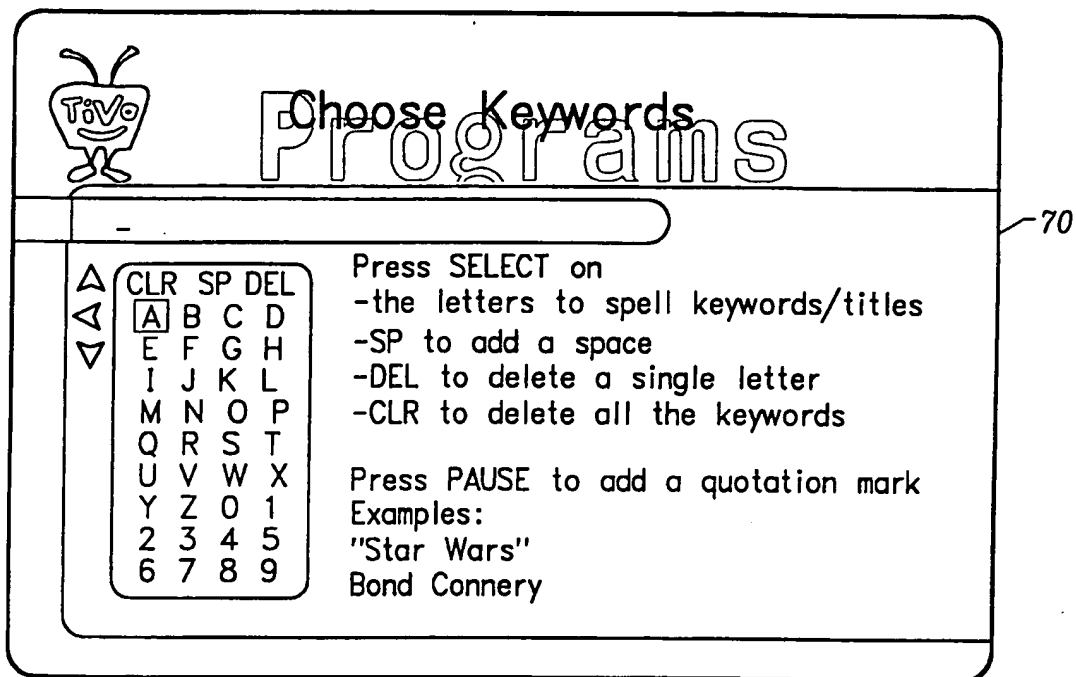 TiVo
Choose Keywords
Programs
70
_
CLR SP DEL
A B C D
E F G H
I J K L
M N O P
Q R S T
U V W X
Y Z 0 1
2 3 4 5
6 7 8 9
Press SELECT on
-the letters to spell keywords/titles
-SP to add a space
-DEL to delete a single letter
-CLR to delete all the keywords
Press PAUSE to add a quotation mark
Examples:
"Star Wars"
Bond Connery